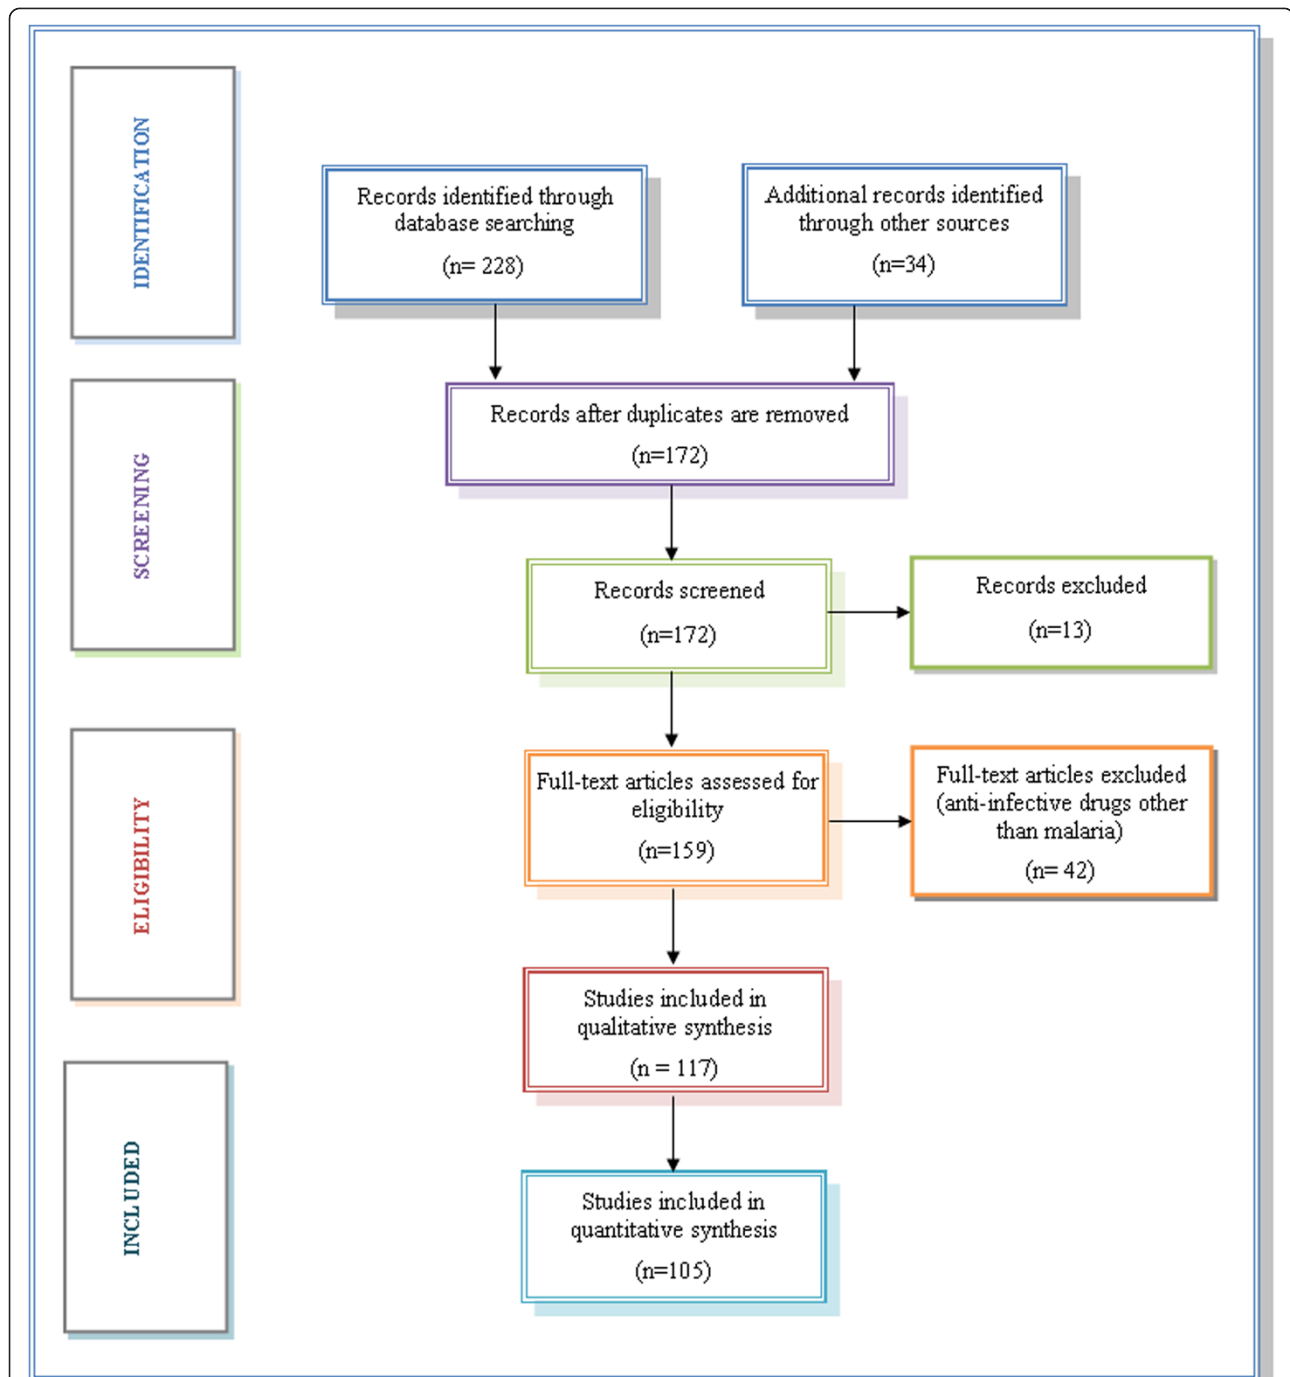 IDENTIFICATION
Records identified through
database searching
(n= 228)
Additional records identified
through other sources
(n=34)
SCREENING
Records after duplicates are removed
(n=172)
Records screened
(n=172)
Records excluded
(n=13)
ELIGIBILITY
Full-text articles assessed for
eligibility
(n=159)
Full-text articles excluded
(anti-infective drugs other
than malaria)
(n= 42)
Studies included in
qualitative synthesis
(n = 117)
INCLUDED
Studies included in
quantitative synthesis
(n=105)